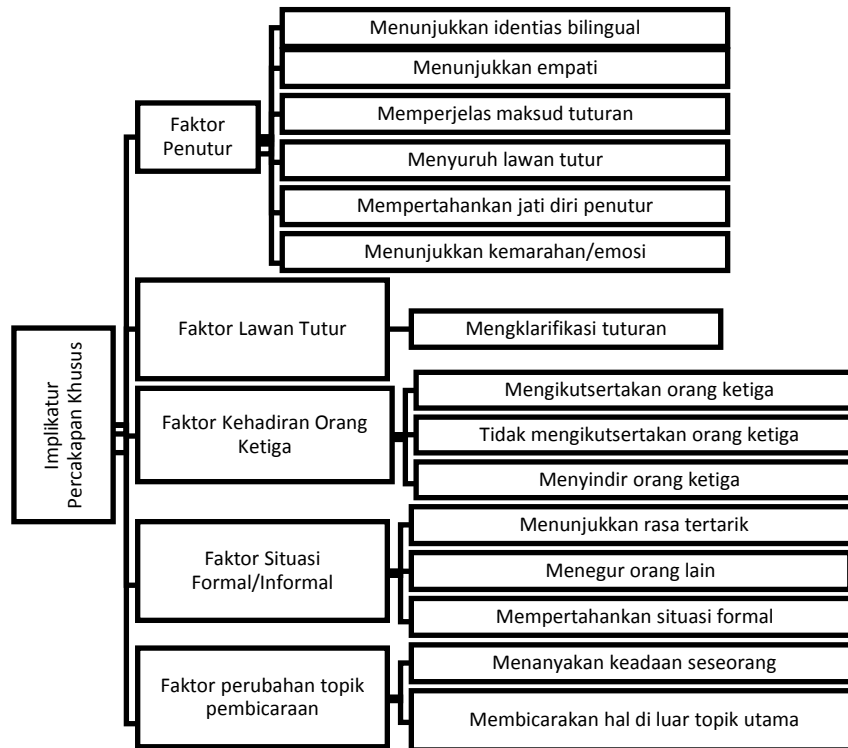 Implikatur
Percakapan Khusus
Faktor
Penutur
Menunjukkan identias bilingual
Menunjukkan empati
Memperjelas maksud tuturan
Menyuruh lawan tutur
Mempertahankan jati diri penutur
Menunjukkan kemarahan/emosi
Faktor Lawan Tutur
Mengklarifikasi tuturan
Faktor Kehadiran Orang
Ketiga
Mengikutsertakan orang ketiga
Tidak mengikutsertakan orang ketiga
Menyindir orang ketiga
Faktor Situasi
Formal/Informal
Menunjukkan rasa tertarik
Menegur orang lain
Mempertahankan situasi formal
Faktor perubahan topik
pembicaraan
Menanyakan keadaan seseorang
Membicarakan hal di luar topik utama